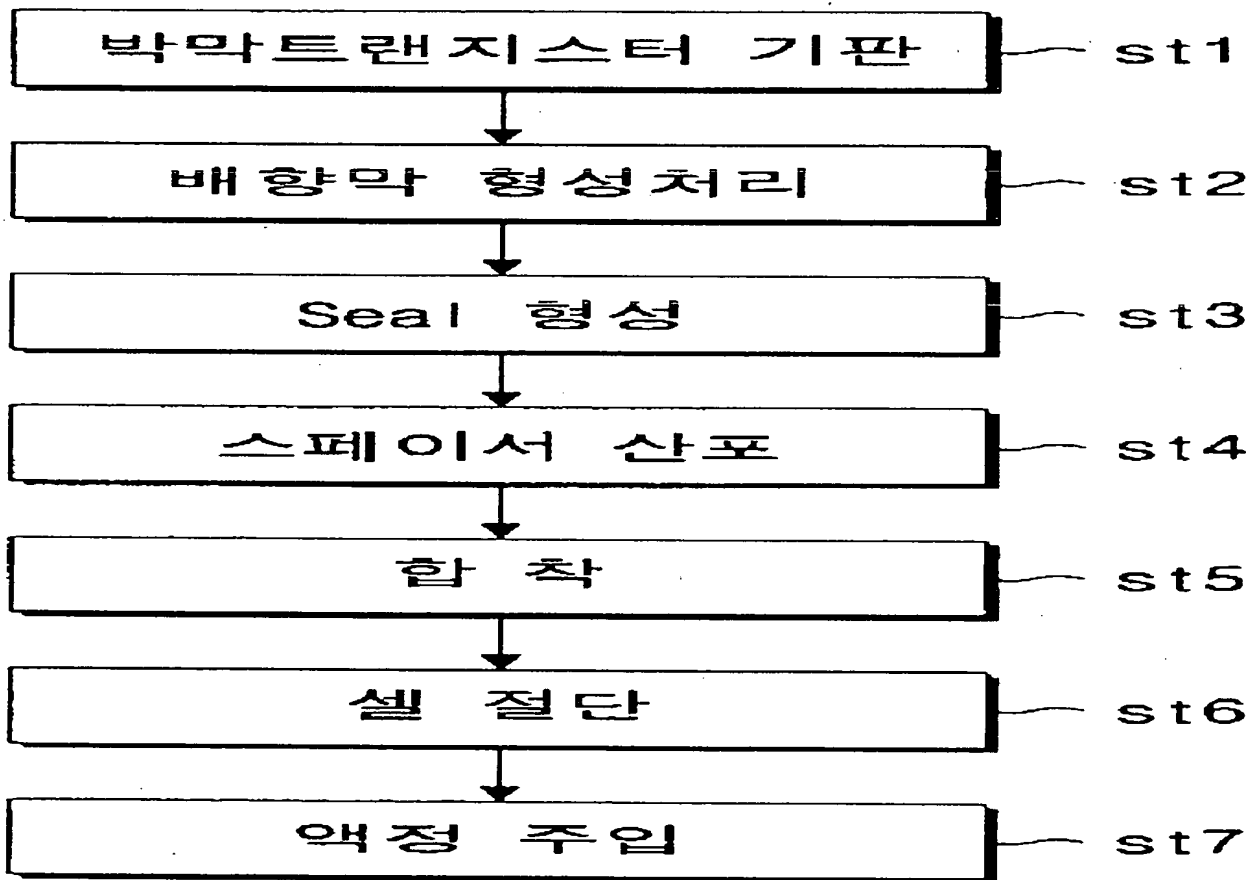 박막트랜지스터 기판 st1
배향막 형성처리 st2
Seal 형성 st3
스페이서 산포 st4
합 착 st5
셀 절단 st6
액정 주입 st7